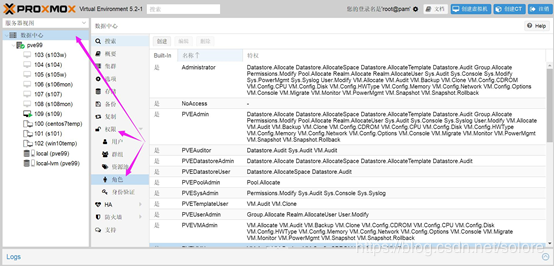 PROXMOX Virtual Environment 5.2-1 搜索 您的登录名是'root@pam' 文档 创建虚拟机 创建CT 注销
服务器视图
数据中心
pve99
103 (s103w)
104 (s104)
105 (s105w)
106 (s106mon)
107 (s107)
108 (s108mon)
109 (s109)
100 (centos7temp)
101 (s101)
102 (win10temp)
local (pve99)
local-lvm (pve99)
数据中心
Help
搜索
概要
集群
选项
存储
备份
复制
权限
用户
群组
资源池
角色
身份验证
HA
防火墙
支持
创建 编辑 删除
Built-In 名称 特权
是 Administrator Datastore.Allocate Datastore.AllocateSpace Datastore.AllocateTemplate Datastore.Audit Group.Allocate
Permissions.Modify Pool.Allocate Realm.Allocate Realm.AllocateUser Sys.Audit Sys.Console Sys.Modify
Sys.PowerMgmt Sys.Syslog User.Modify VM.Allocate VM.Audit VM.Backup VM.Clone VM.Config.CDROM
VM.Config.CPU VM.Config.Disk VM.Config.HWType VM.Config.Memory VM.Config.Network VM.Config.Options
VM.Console VM.Migrate VM.Monitor VM.PowerMgmt VM.Snapshot VM.Snapshot.Rollback
是 NoAccess -
是 PVEAdmin Datastore.Allocate Datastore.AllocateSpace Datastore.AllocateTemplate Datastore.Audit Group.Allocate
Permissions.Modify Pool.Allocate Realm.AllocateUser Sys.Audit Sys.Console Sys.Syslog User.Modify VM.Allocate
VM.Audit VM.Backup VM.Clone VM.Config.CDROM VM.Config.CPU VM.Config.Disk VM.Config.HWType
VM.Config.Memory VM.Config.Network VM.Config.Options VM.Console VM.Migrate VM.Monitor VM.PowerMgmt
VM.Snapshot VM.Snapshot.Rollback
是 PVEAuditor Datastore.Audit Sys.Audit VM.Audit
是 PVEDatastoreAdmin Datastore.Allocate Datastore.AllocateSpace Datastore.AllocateTemplate Datastore.Audit
是 PVEDatastoreUser Datastore.AllocateSpace Datastore.Audit
是 PVEPoolAdmin Pool.Allocate
是 PVESysAdmin Permissions.Modify Sys.Audit Sys.Console Sys.Syslog
是 PVETemplateUser VM.Audit VM.Clone
是 PVEUserAdmin Group.Allocate Realm.AllocateUser User.Modify
是 PVEVMAdmin VM.Allocate VM.Audit VM.Backup VM.Clone VM.Config.CDROM VM.Config.CPU VM.Config.Disk
VM.Config.HWType VM.Config.Memory VM.Config.Network VM.Config.Options VM.Console VM.Migrate
VM.Monitor VM.PowerMgmt VM.Snapshot VM.Snapshot.Rollback
Logs
https://blog.csdn.net/solore